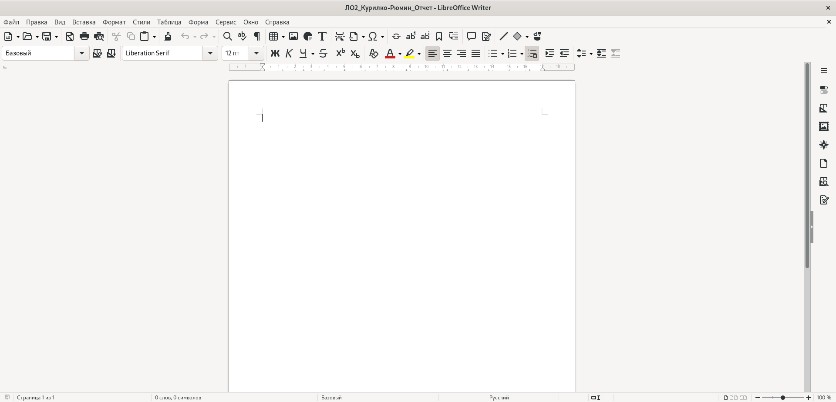 ЛО2_Курилко-Рюмин_Отчет - LibreOffice Writer
Файл Правка Вид Вставка Формат Стили Таблица Форма Сервис Окно Справка
Базовый Liberation Serif 12 пт
Страница 1 из 1 0 слов, 0 символов Базовый Русский 100 %